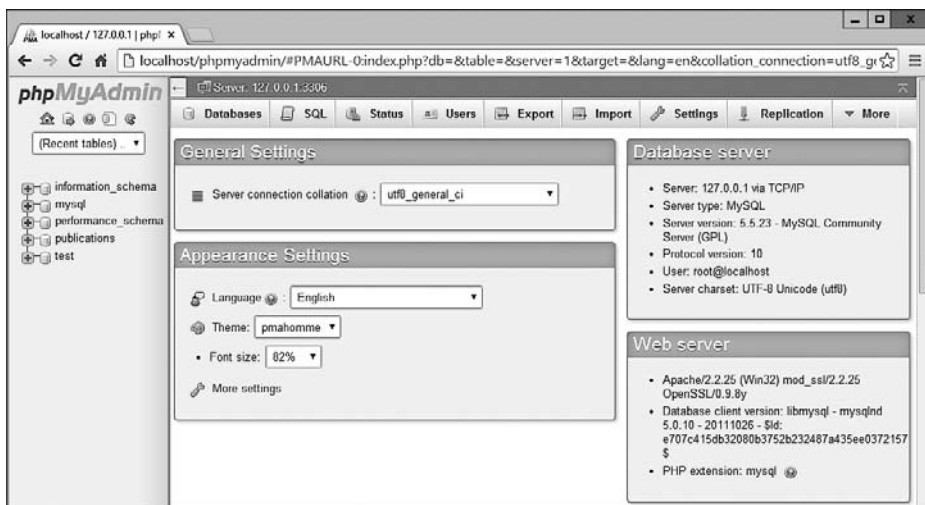 localhost / 127.0.0.1 | phpM
localhost/phpmyadmin/#PMAURL-0:index.php?db=&table=&server=1&target=&lang=en&collation_connection=utf8_ge
phpMyAdmin
(Recent tables) ...
information_schema
mysql
performance_schema
publications
test
Server: 127.0.0.1:3306
Databases SQL Status Users Export Import Settings Replication More
General Settings
Server connection collation : utf8_general_ci
Appearance Settings
Language : English
Theme: pmahomme
• Font size: 82%
More settings
Database server
• Server: 127.0.0.1 via TCP/IP
• Server type: MySQL
• Server version: 5.5.23 - MySQL Community
Server (GPL)
• Protocol version: 10
• User: root@localhost
• Server charset: UTF-8 Unicode (utf8)
Web server
• Apache/2.2.25 (Win32) mod_ssl/2.2.25
OpenSSL/0.9.8y
• Database client version: libmysql - mysqlnd
5.0.10 - 20111026 - $Id:
e707c415db32080b3752b232487a435ee0372157
$
• PHP extension: mysql